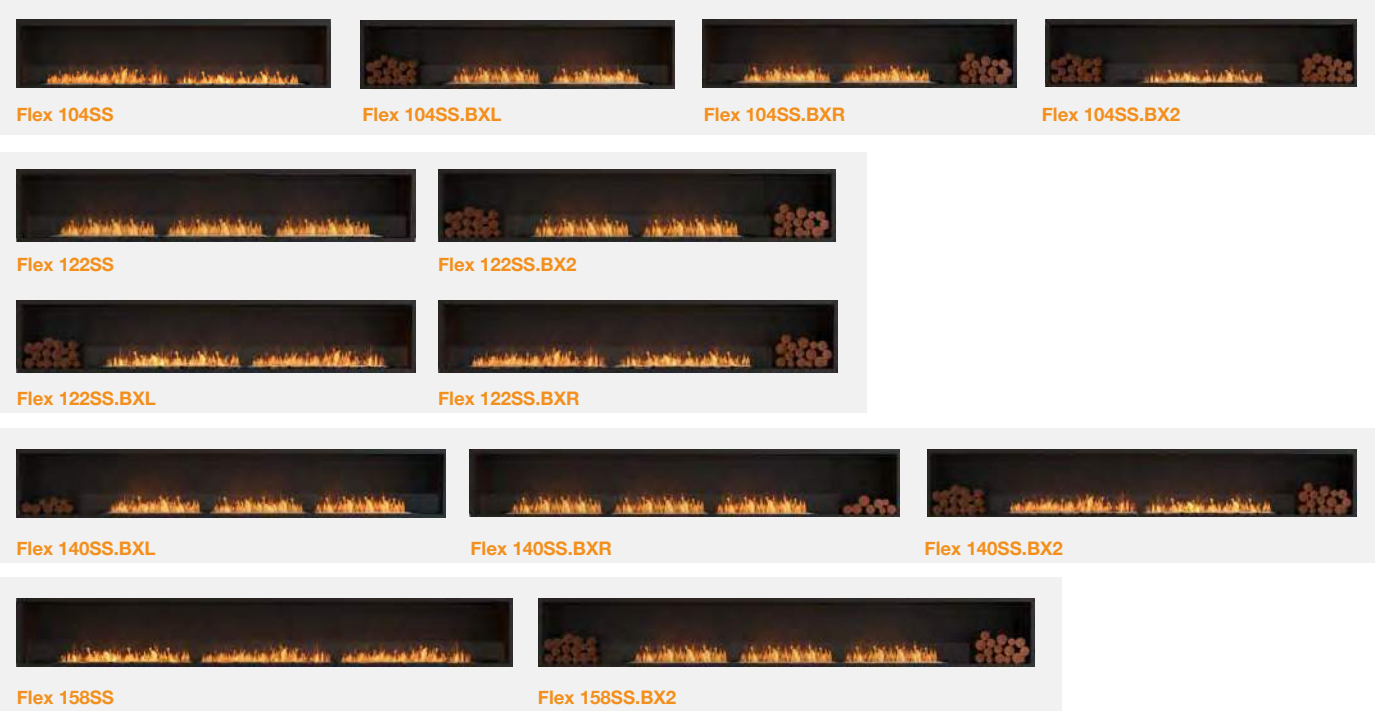 Flex 104SS
Flex 104SS.BXL
Flex 104SS.BXR
Flex 104SS.BX2
Flex 122SS
Flex 122SS.BX2
Flex 122SS.BXL
Flex 122SS.BXR
Flex 140SS.BXL
Flex 140SS.BXR
Flex 140SS.BX2
Flex 158SS
Flex 158SS.BX2